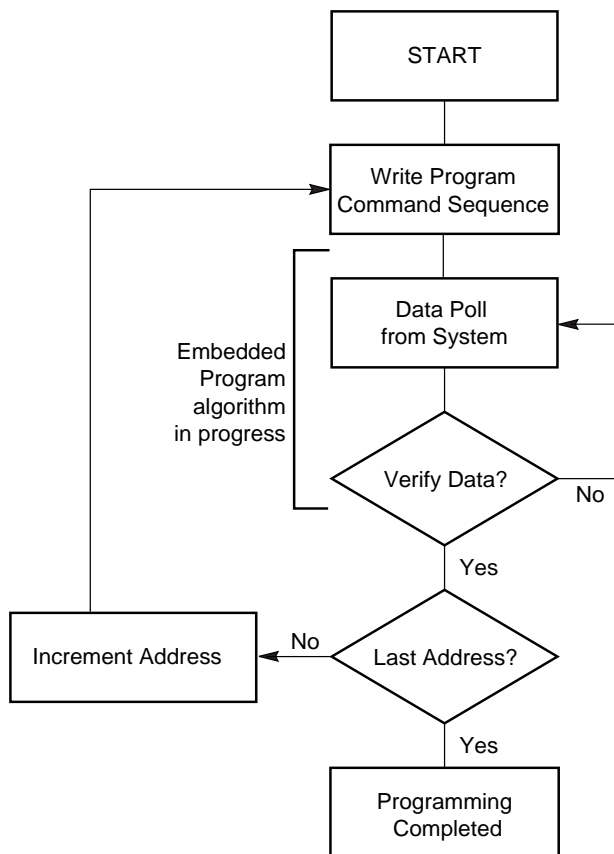 START
Write Program
Command Sequence
Data Poll
from System
Embedded
Program
algorithm
in progress
Verify Data?
No
Yes
Increment Address
No
Last Address?
Yes
Programming
Completed